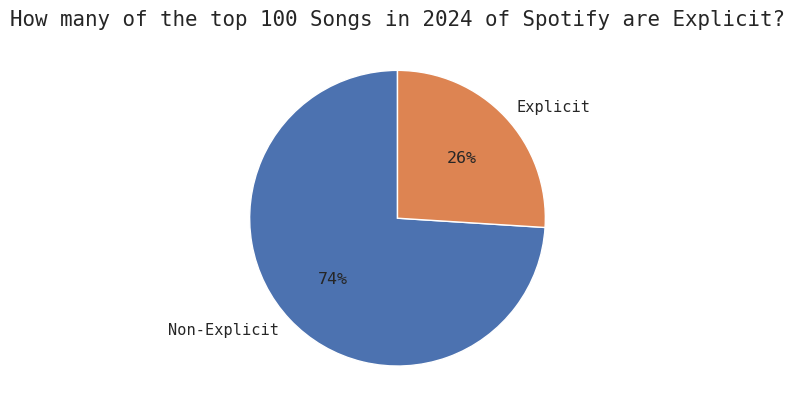 How many of the top 100 Songs in 2024 of Spotify are Explicit?
Explicit
26%
74%
Non-Explicit